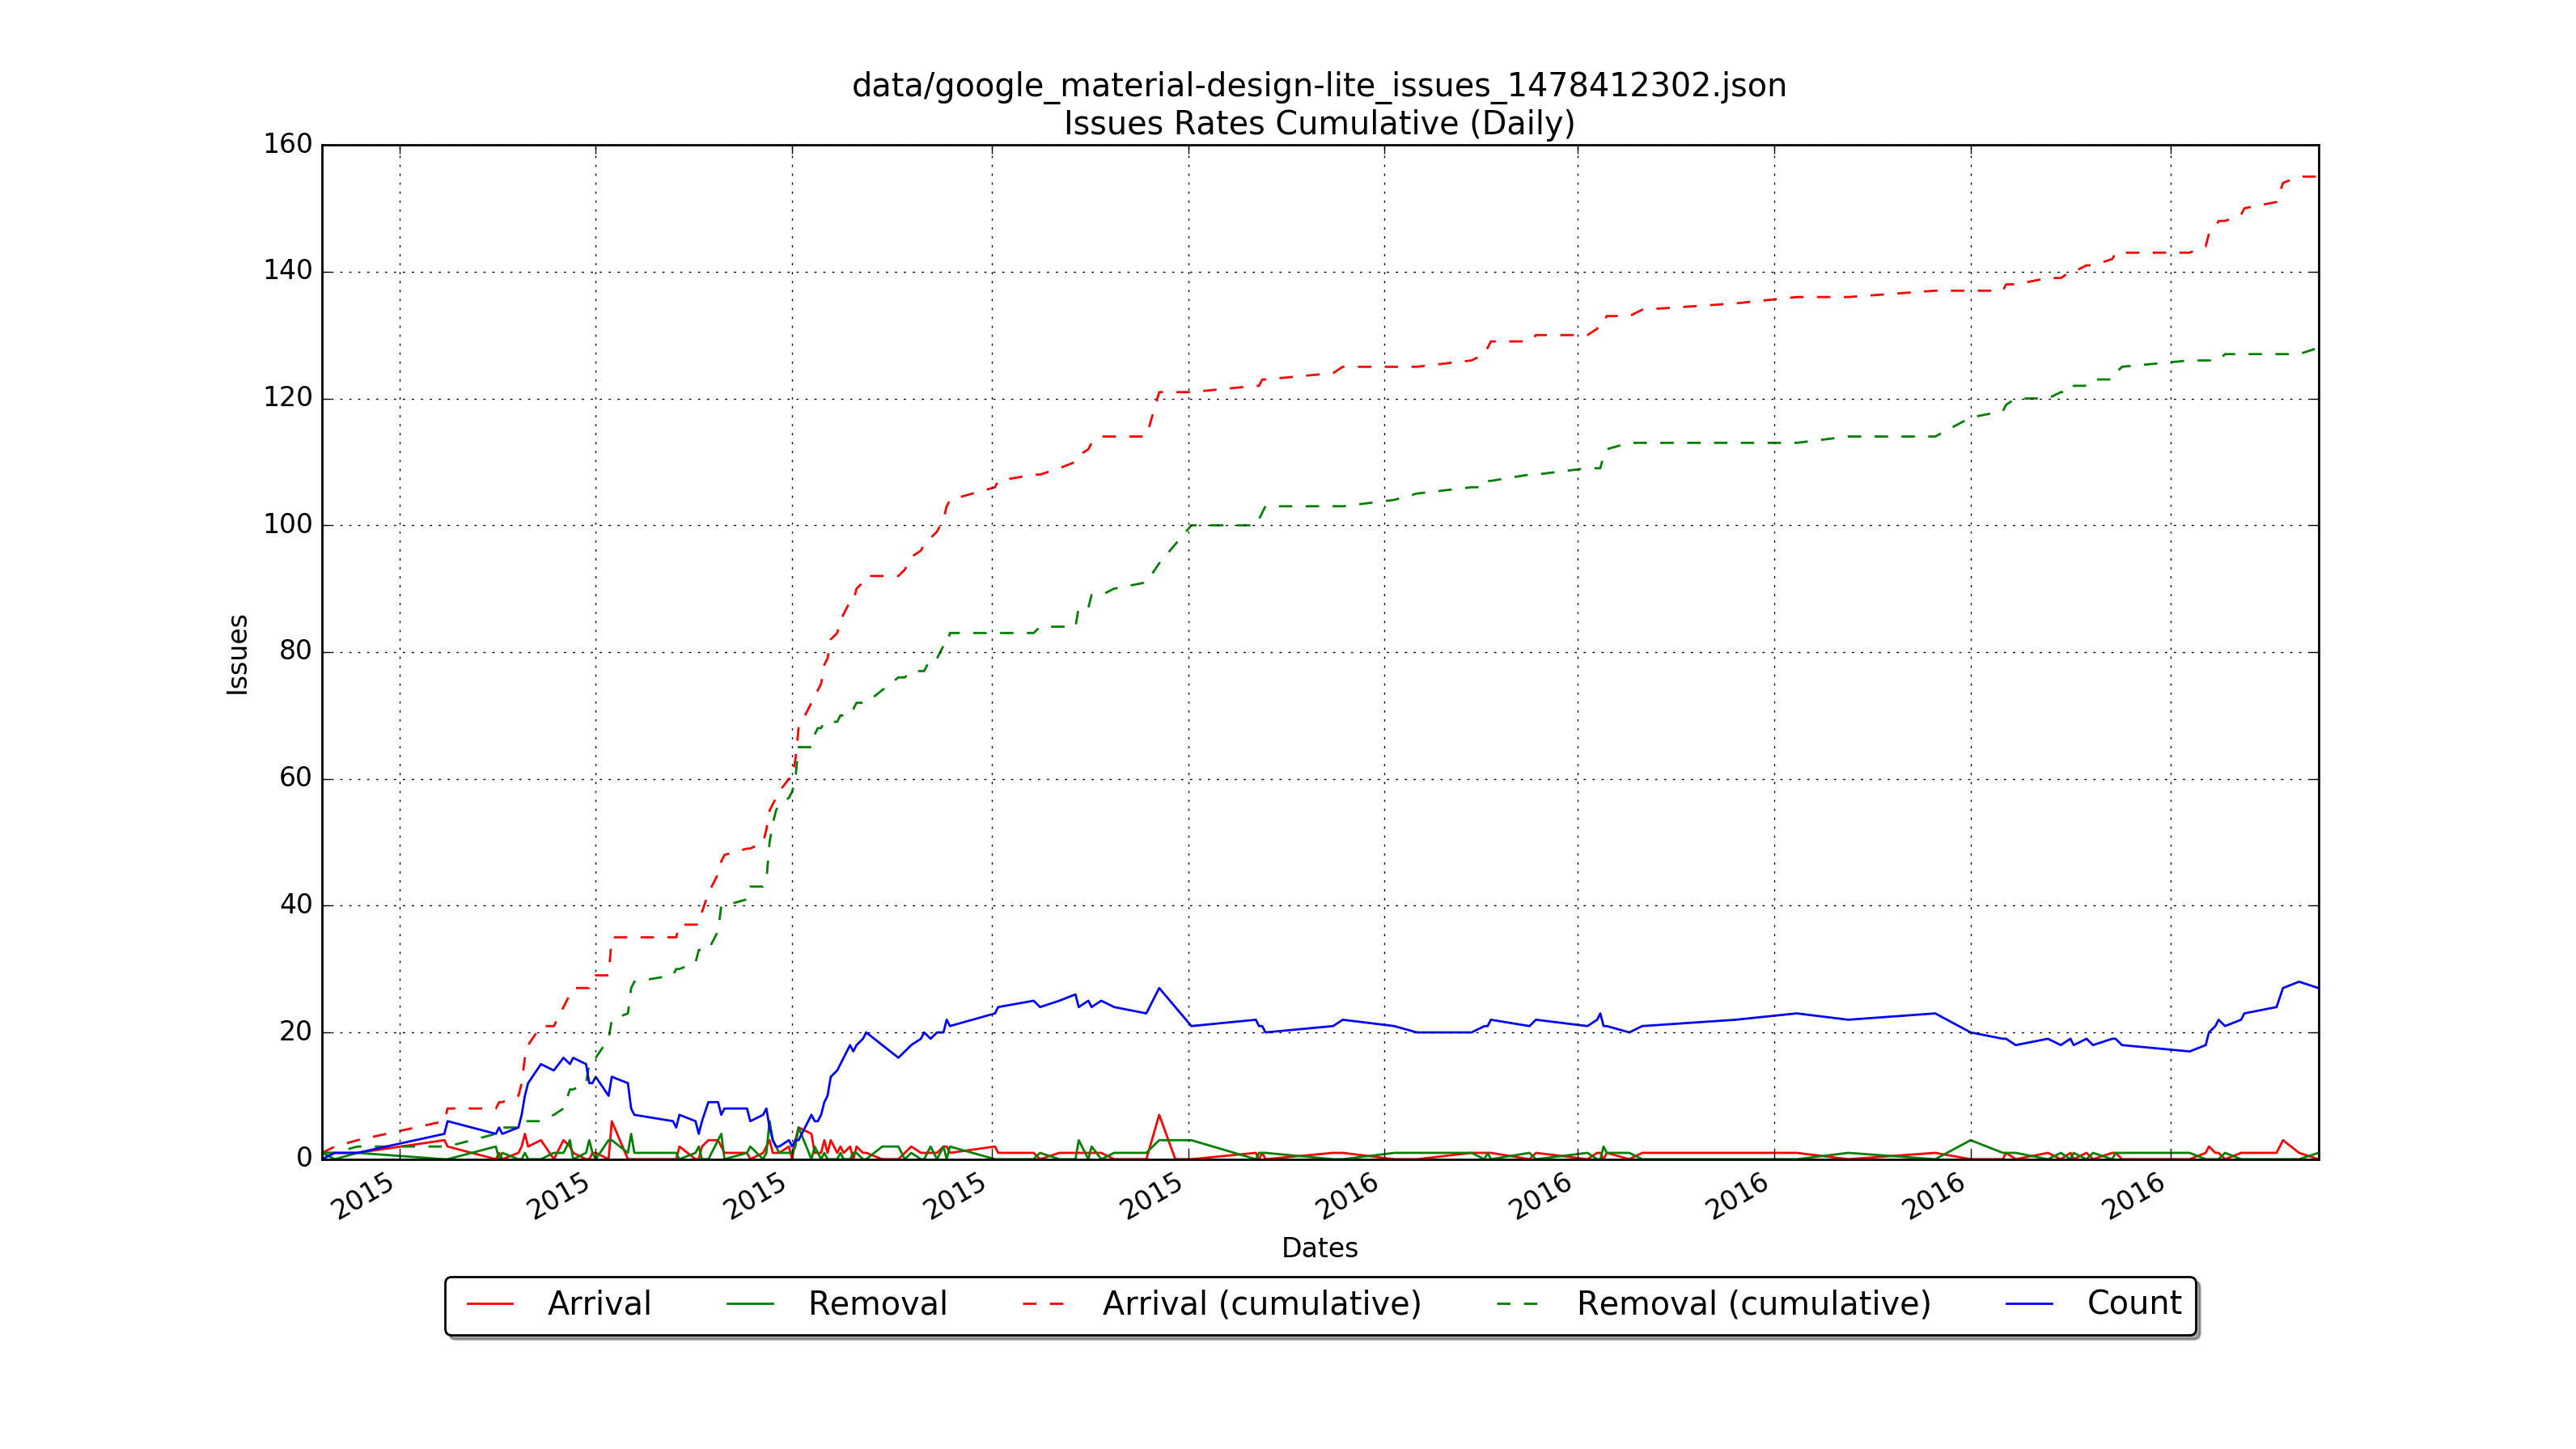 data/google_material-design-lite_issues_1478412302.json
Issues Rates Cumulative (Daily)
160
140
120
100
80
60
40
20
0
Issues
2015 2015 2015 2015 2015 2016 2016 2016 2016 2016
Dates
Arrival Removal Arrival (cumulative) Removal (cumulative) Count